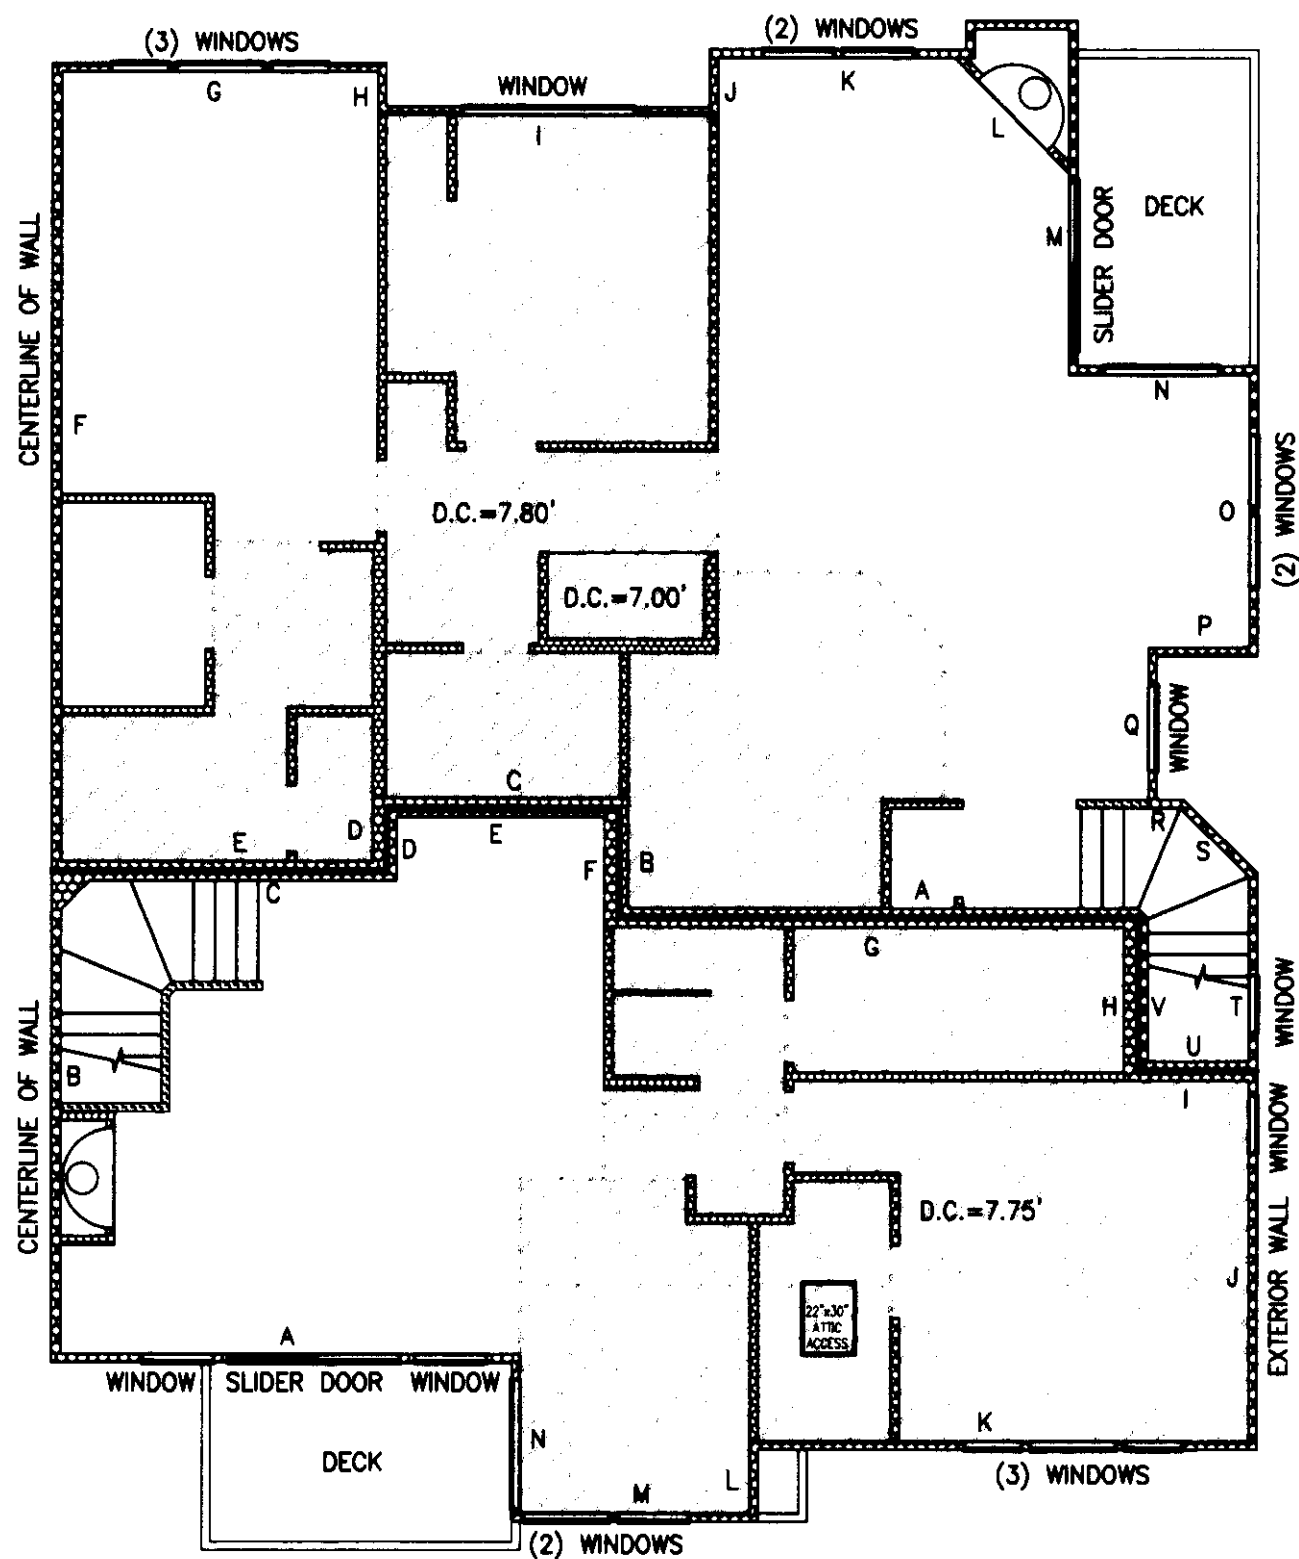 (3) WINDOWS
(2) WINDOWS
G
H
WINDOW
J
K
I
L
CENTERLINE OF WALL
M
SLIDER DOOR
DECK
N
F
D.C.=7.80'
O
(2) WINDOWS
D.C.=7.00'
P
Q
WINDOW
C
E
D
D
E
F
B
C
A
R
S
G
H
V
T
WINDOW
U
CENTERLINE OF WALL
B
I
WINDOW
D.C.=7.75'
J
EXTERIOR WALL
22"x30"
ATTIC
ACCESS
A
WINDOW
SLIDER DOOR
WINDOW
K
(3) WINDOWS
DECK
N
L
M
(2) WINDOWS